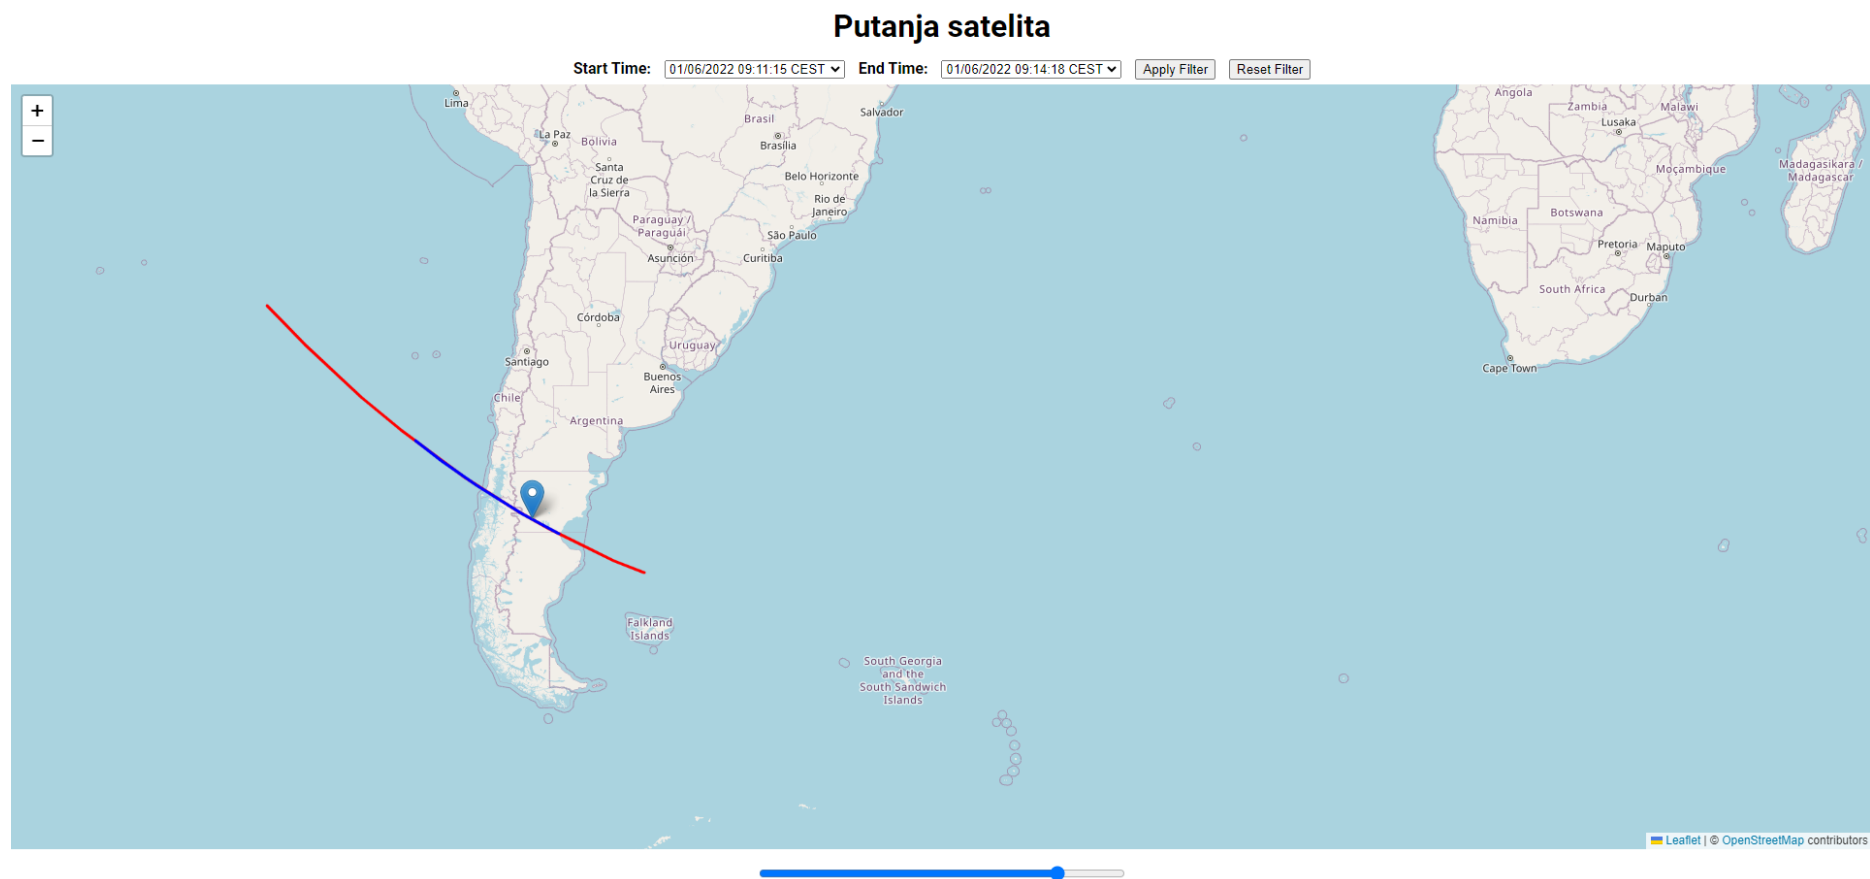 Putanja satelita
Start Time: 01/06/2022 09:11:15 CEST End Time: 01/06/2022 09:14:18 CEST Apply Filter Reset Filter
+
−
Lima
La Paz
Bolivia
Santa
Cruz de
la Sierra
Brasil
Brasília
Salvador
Belo Horizonte
Rio de
Janeiro
São Paulo
Curitiba
Paraguay /
Paraguái
Asunción
Córdoba
Uruguay
Santiago
Buenos
Aires
Chile
Argentina
Falkland
Islands
South Georgia
and the
South Sandwich
Islands
Angola
Zambia
Malawi
Lusaka
Moçambique
Madagasikara /
Madagascar
Namibia
Botswana
Pretoria
Maputo
South Africa
Durban
Cape Town
Leaflet | © OpenStreetMap contributors